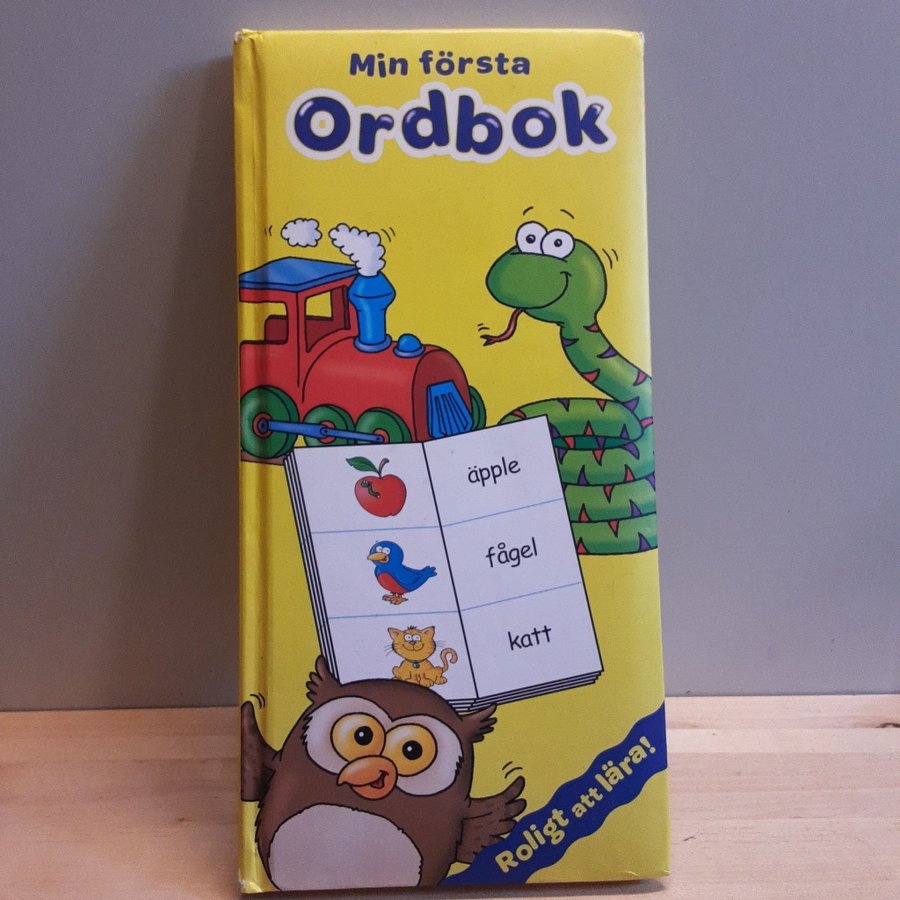 Min första
Ordbok
äpple
fågel
katt
Roligt att lära!